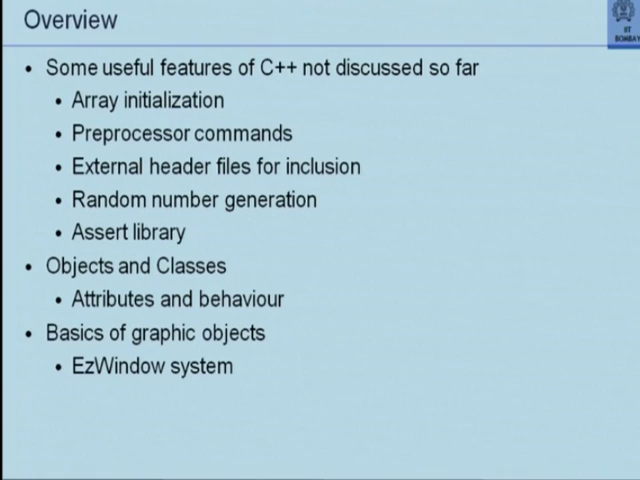 Overview
IIT
BOMBAY
• Some useful features of C++ not discussed so far
• Array initialization
• Preprocessor commands
• External header files for inclusion
• Random number generation
• Assert library
• Objects and Classes
• Attributes and behaviour
• Basics of graphic objects
• EzWindow system